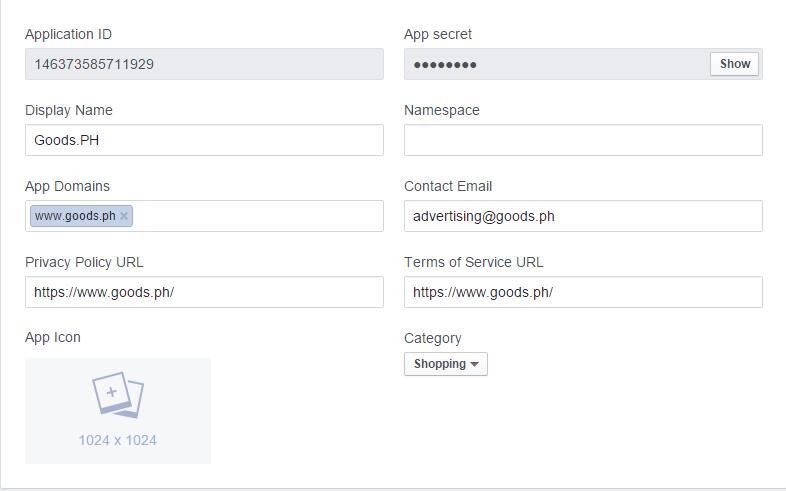 Application ID
App secret
146373585711929
●●●●●●●●
Show
Display Name
Namespace
Goods.PH
App Domains
Contact Email
www.goods.ph ×
advertising@goods.ph
Privacy Policy URL
Terms of Service URL
https://www.goods.ph/
https://www.goods.ph/
App Icon
Category
Shopping
1024 x 1024